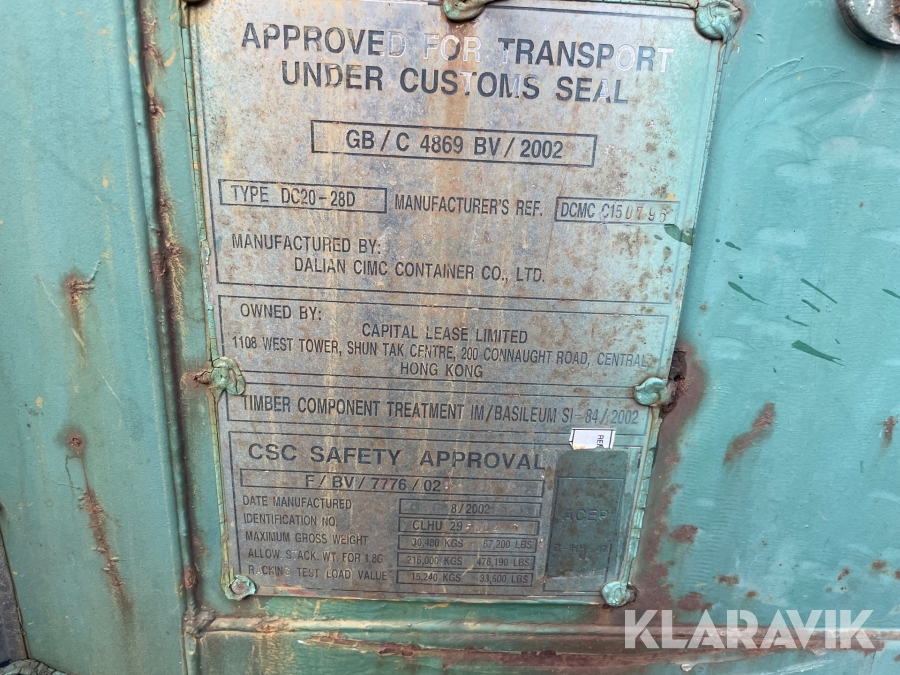 APPROVED FOR TRANSPORT
UNDER CUSTOMS SEAL
GB / C 4869 BV / 2002
TYPE DC20-28D MANUFACTURER'S REF. DCMC C150796
MANUFACTURED BY:
DALIAN CIMC CONTAINER CO., LTD.
OWNED BY:
CAPITAL LEASE LIMITED
1108 WEST TOWER, SHUN TAK CENTRE, 200 CONNAUGHT ROAD, CENTRAL,
HONG KONG
TIMBER COMPONENT TREATMENT IM/BASILEUM SI-84/2002
CSC SAFETY APPROVAL
F / BV / 7776 / 02
DATE MANUFACTURED 8/2002
IDENTIFICATION NO. CLHU
MAXIMUM GROSS WEIGHT 30,480 KGS 67,200 LBS
ALLOW STACK. WT. FOR 1.8G 216,000 KGS 476,190 LBS
RACKING TEST LOAD VALUE 15,240 KGS 33,600 LBS
ACEP
KLARAVIK